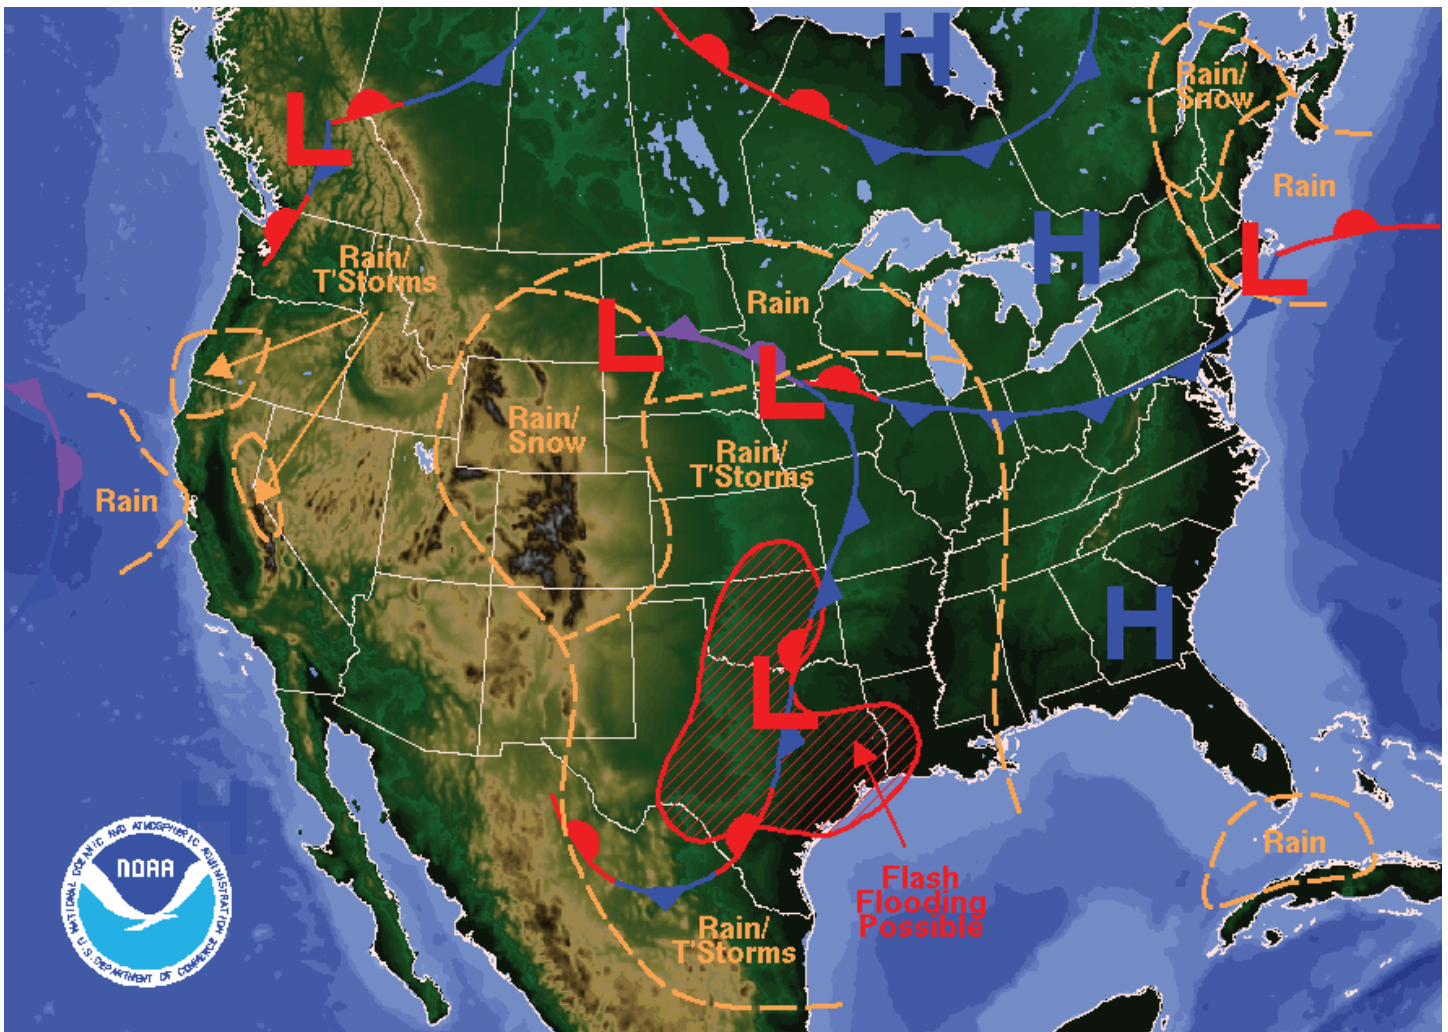 H
Rain/
Snow
L
Rain
H
L
Rain/
T'Storms
L
Rain
L
Rain/
Snow
Rain/
T'Storms
Rain
H
L
H
Rain
Flash
Flooding
Possible
Rain/
T'Storms
NATIONAL OCEANIC AND ATMOSPHERIC ADMINISTRATION
NOAA
U.S. DEPARTMENT OF COMMERCE